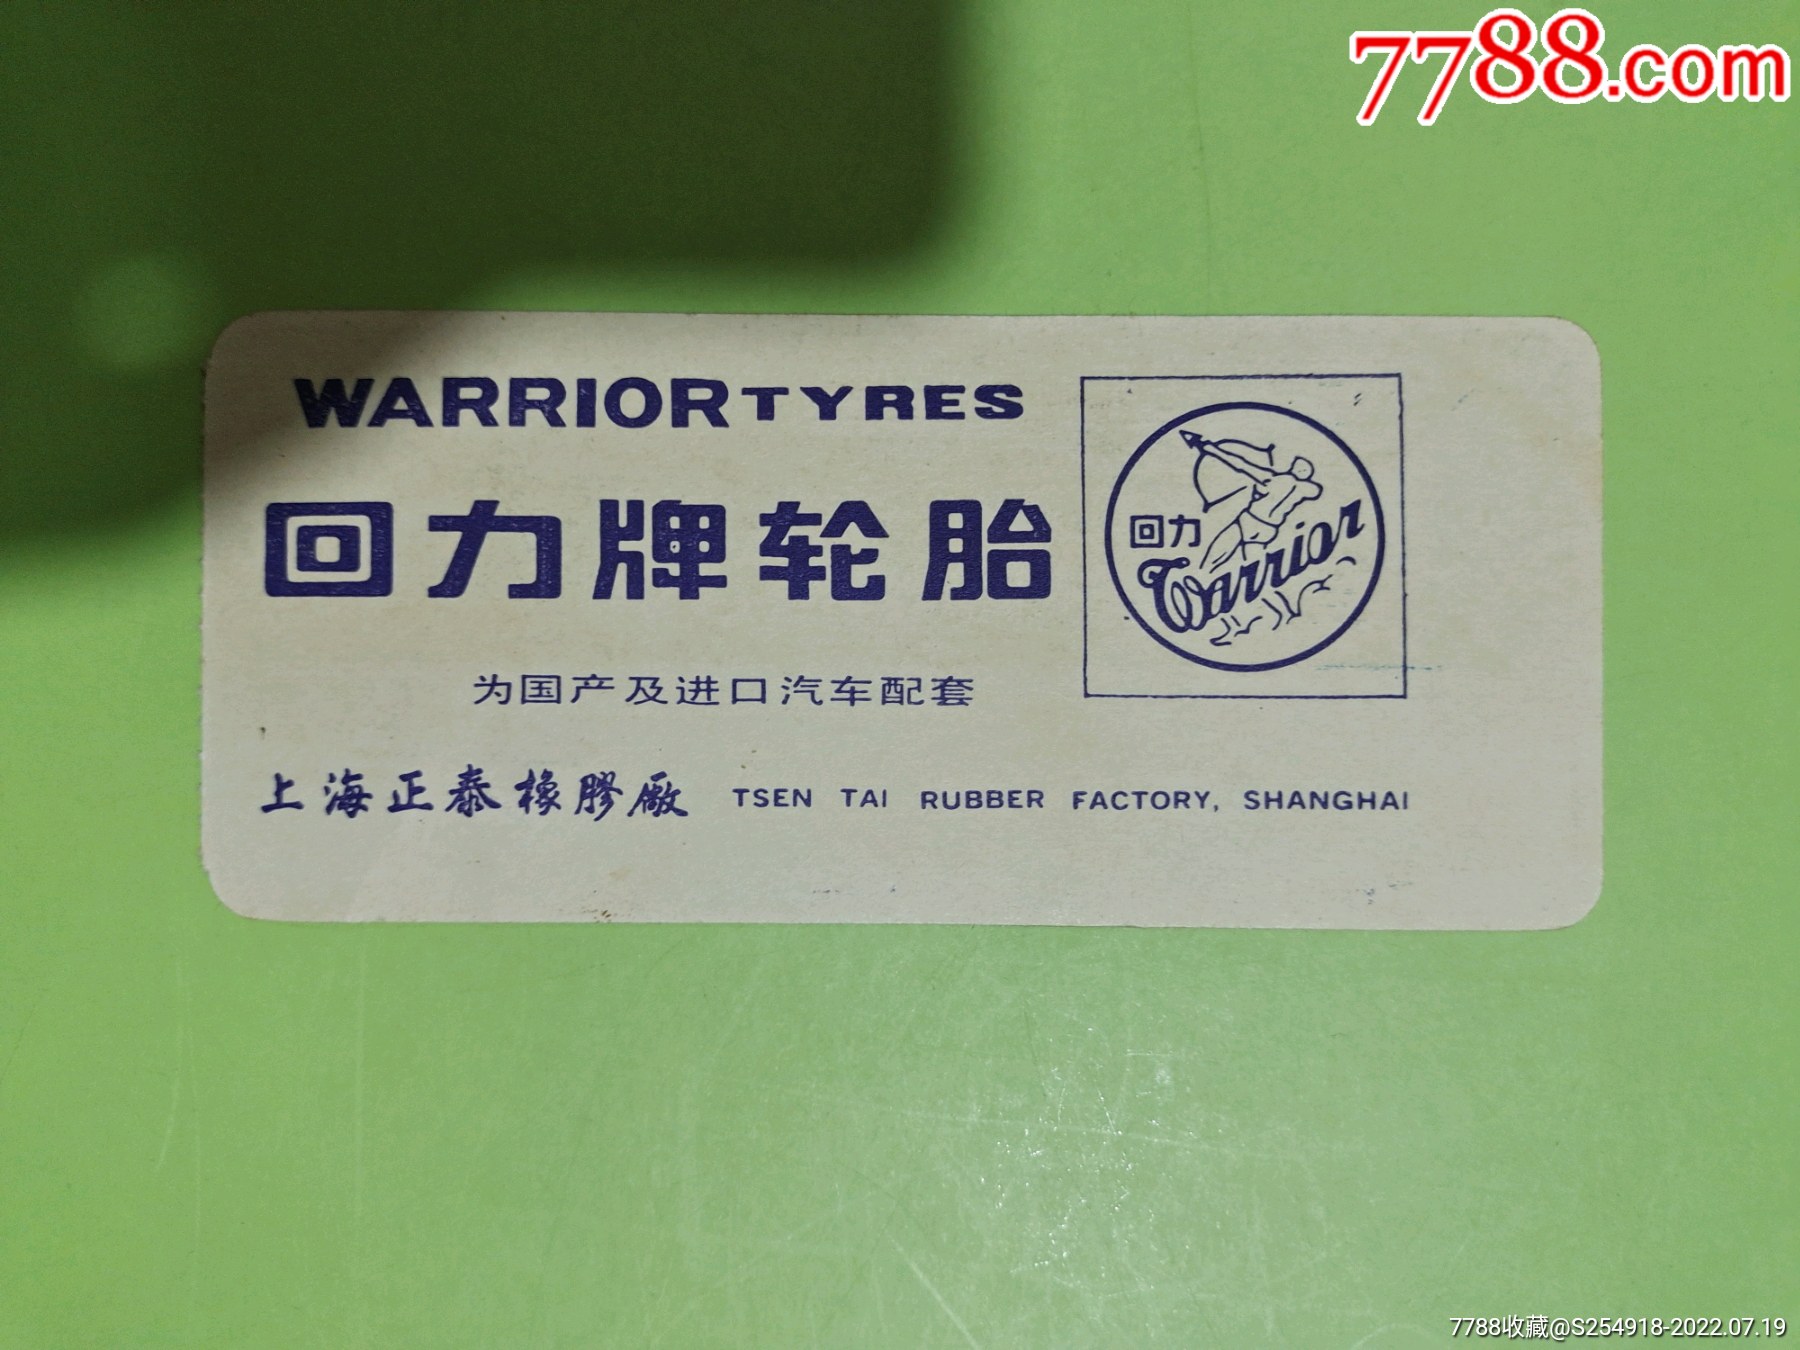 7788.com
WARRIOR TYRES
回力牌轮胎
回力
Warrior
为国产及进口汽车配套
上海正泰橡膠廠 TSEN TAI RUBBER FACTORY, SHANGHAI
7788收藏@S254918-2022.07.19